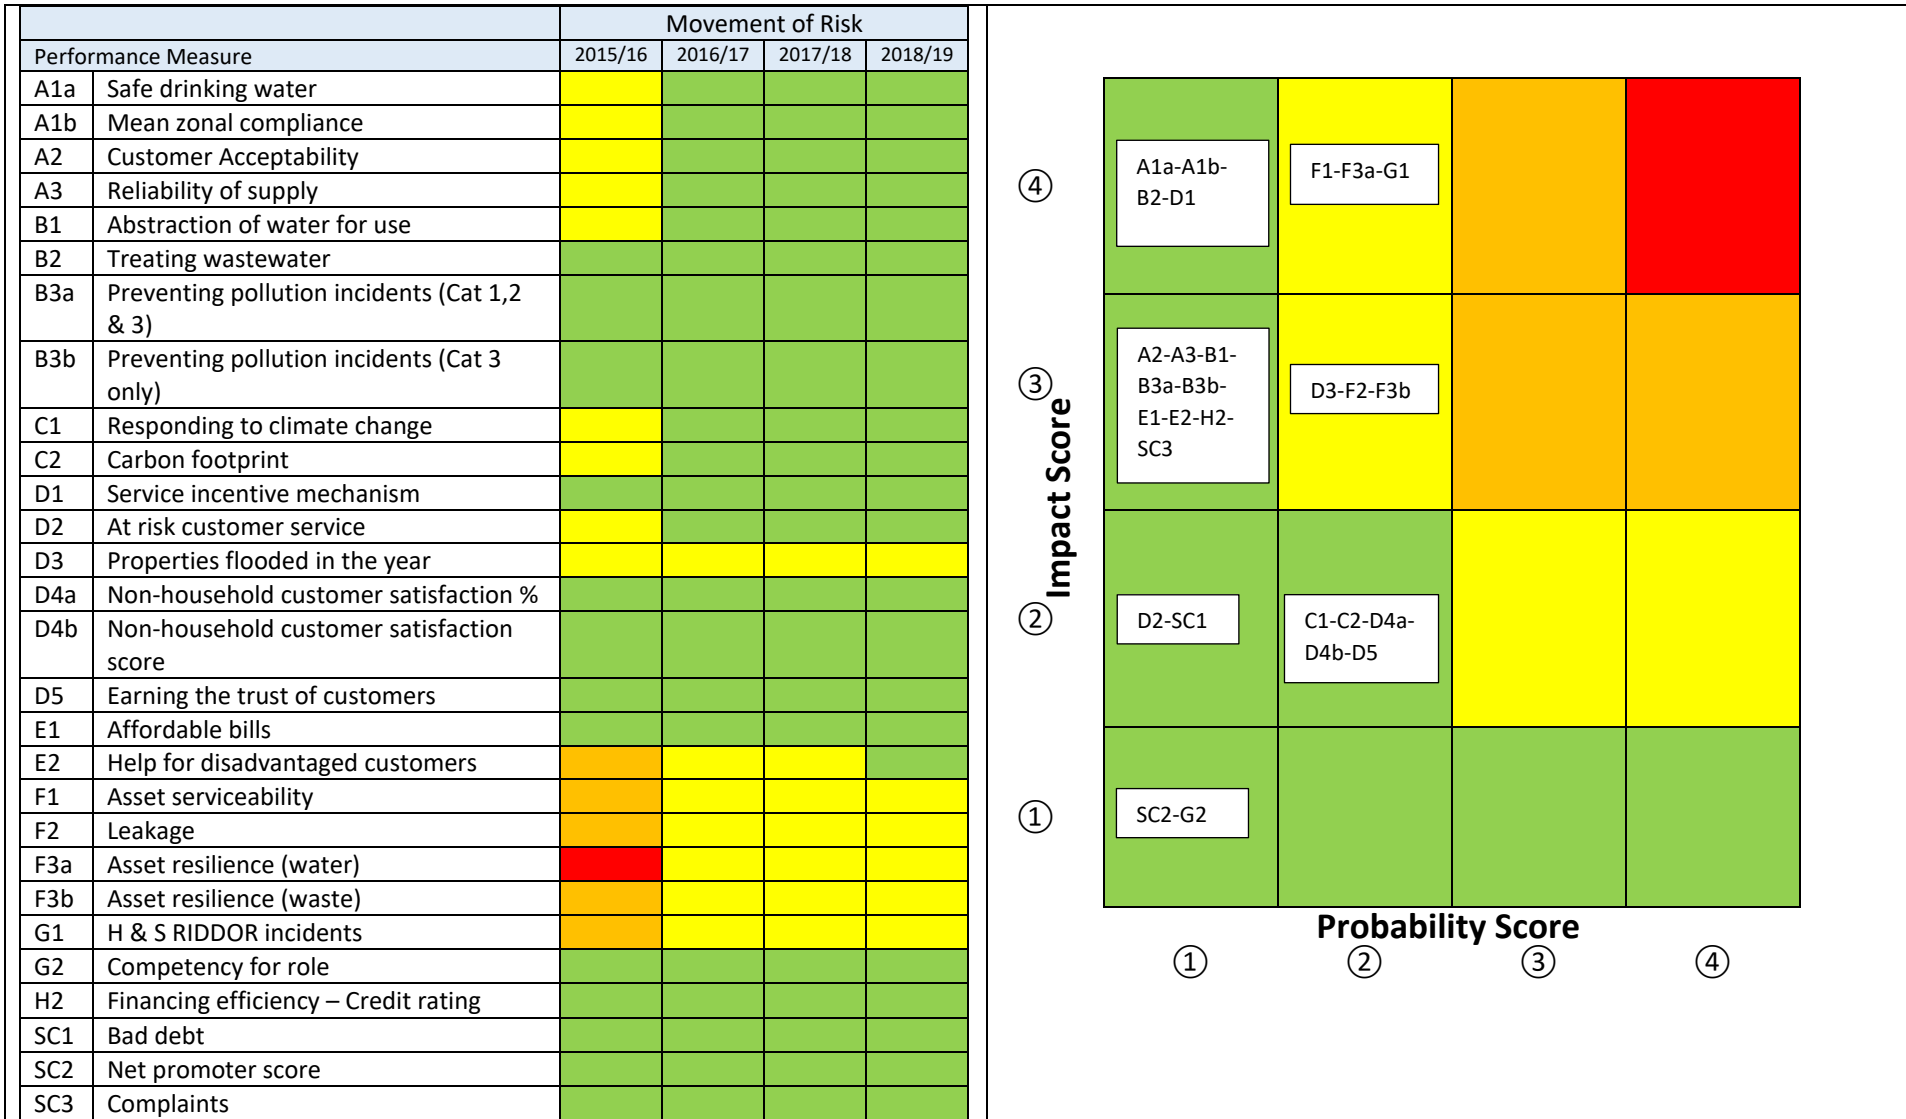 Movement of Risk
Performance Measure 2015/16 2016/17 2017/18 2018/19
A1a Safe drinking water
A1b Mean zonal compliance
A2 Customer Acceptability
A3 Reliability of supply
B1 Abstraction of water for use
B2 Treating wastewater
B3a Preventing pollution incidents (Cat 1,2
& 3)
B3b Preventing pollution incidents (Cat 3
only)
C1 Responding to climate change
C2 Carbon footprint
D1 Service incentive mechanism
D2 At risk customer service
D3 Properties flooded in the year
D4a Non-household customer satisfaction %
D4b Non-household customer satisfaction
score
D5 Earning the trust of customers
E1 Affordable bills
E2 Help for disadvantaged customers
F1 Asset serviceability
F2 Leakage
F3a Asset resilience (water)
F3b Asset resilience (waste)
G1 H & S RIDDOR incidents
G2 Competency for role
H2 Financing efficiency – Credit rating
SC1 Bad debt
SC2 Net promoter score
SC3 Complaints
Impact Score
④
A1a-A1b-
B2-D1
F1-F3a-G1
③
A2-A3-B1-
B3a-B3b-
E1-E2-H2-
SC3
D3-F2-F3b
②
D2-SC1
C1-C2-D4a-
D4b-D5
①
SC2-G2
Probability Score
① ② ③ ④